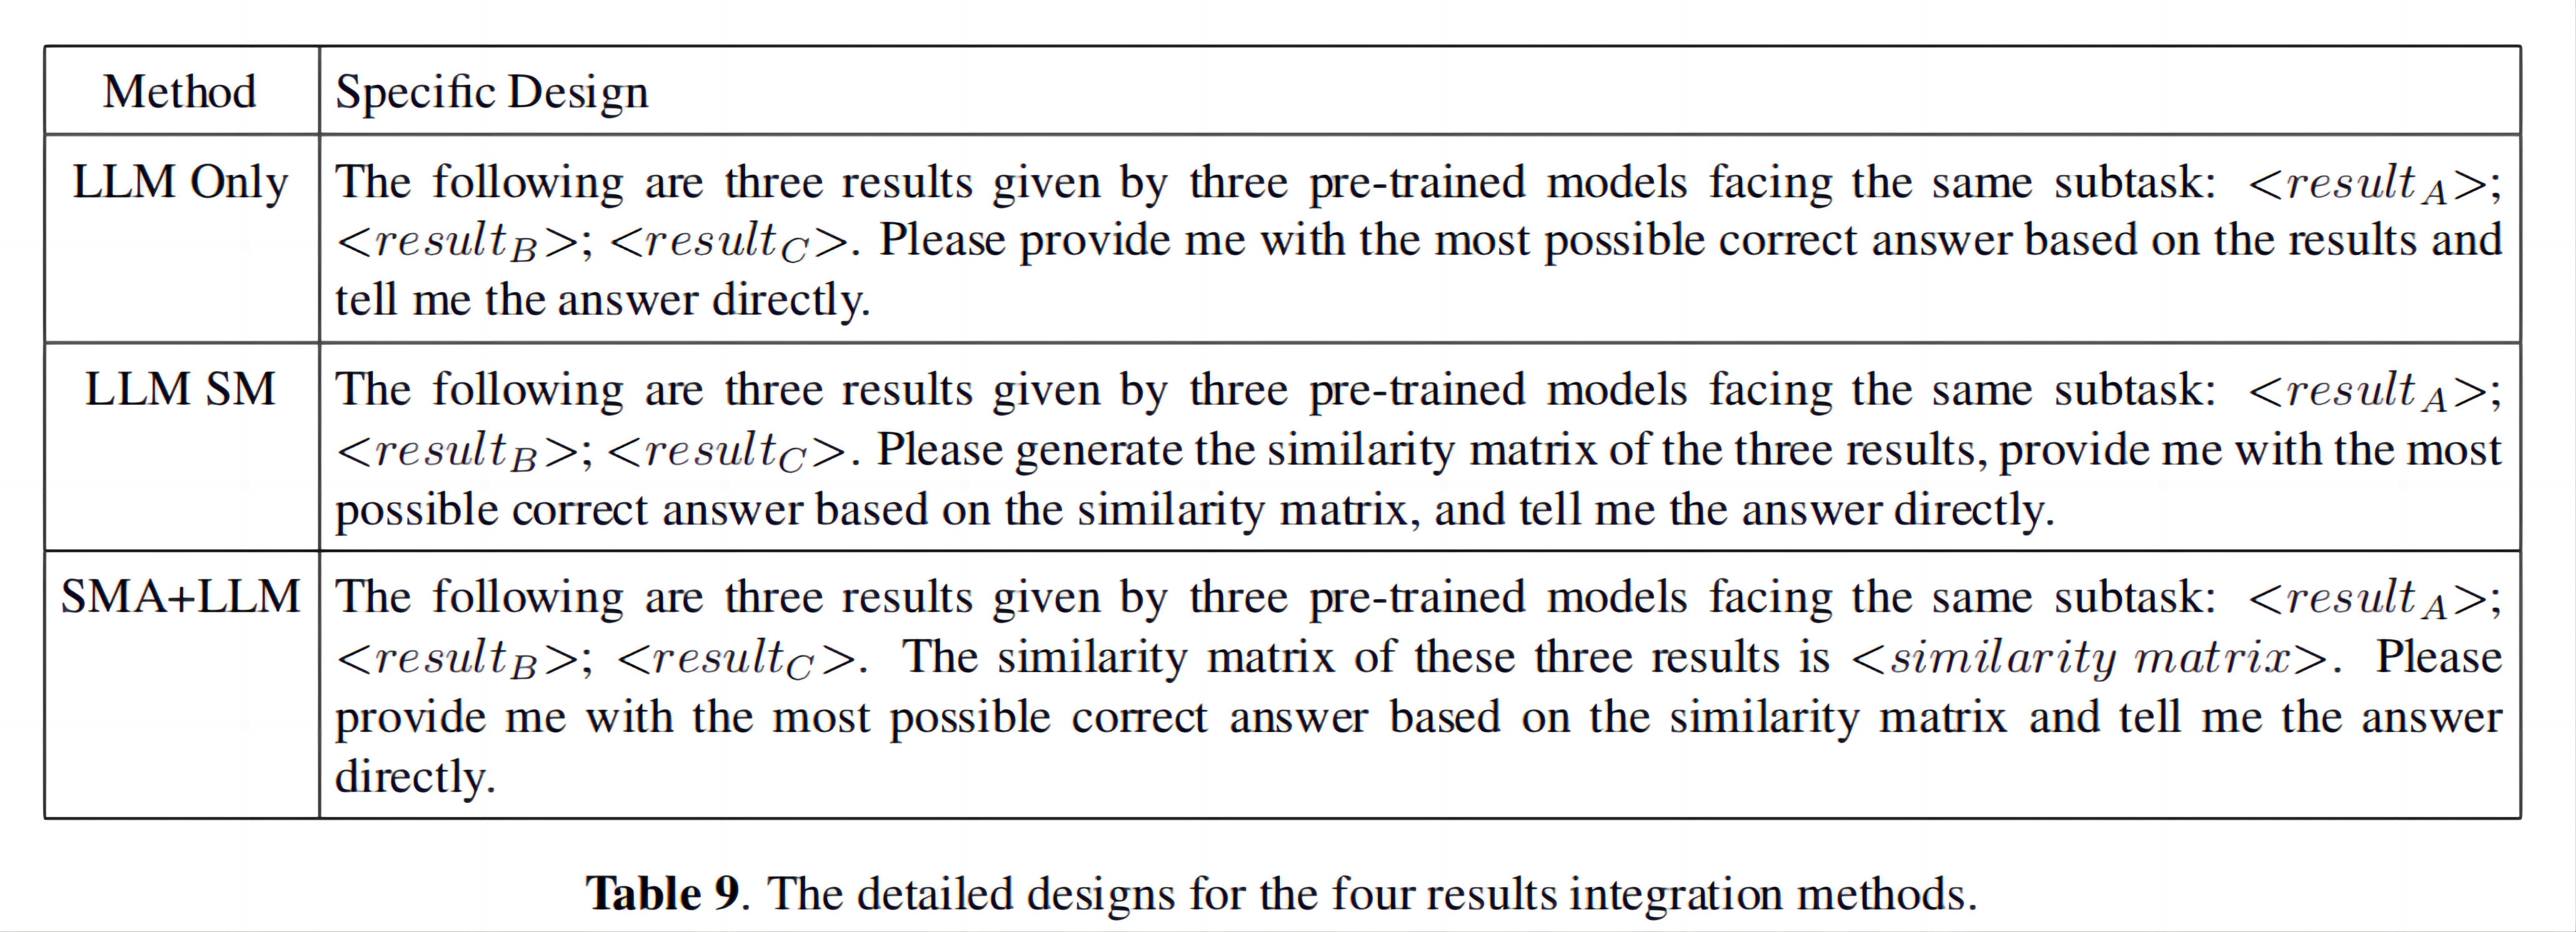 Method Specific Design
LLM Only The following are three results given by three pre-trained models facing the same subtask: <result_A>;
<result_B>; <result_C>. Please provide me with the most possible correct answer based on the results and
tell me the answer directly.
LLM SM The following are three results given by three pre-trained models facing the same subtask: <result_A>;
<result_B>; <result_C>. Please generate the similarity matrix of the three results, provide me with the most
possible correct answer based on the similarity matrix, and tell me the answer directly.
SMA+LLM The following are three results given by three pre-trained models facing the same subtask: <result_A>;
<result_B>; <result_C>. The similarity matrix of these three results is <similarity matrix>. Please
provide me with the most possible correct answer based on the similarity matrix and tell me the answer
directly.
Table 9. The detailed designs for the four results integration methods.